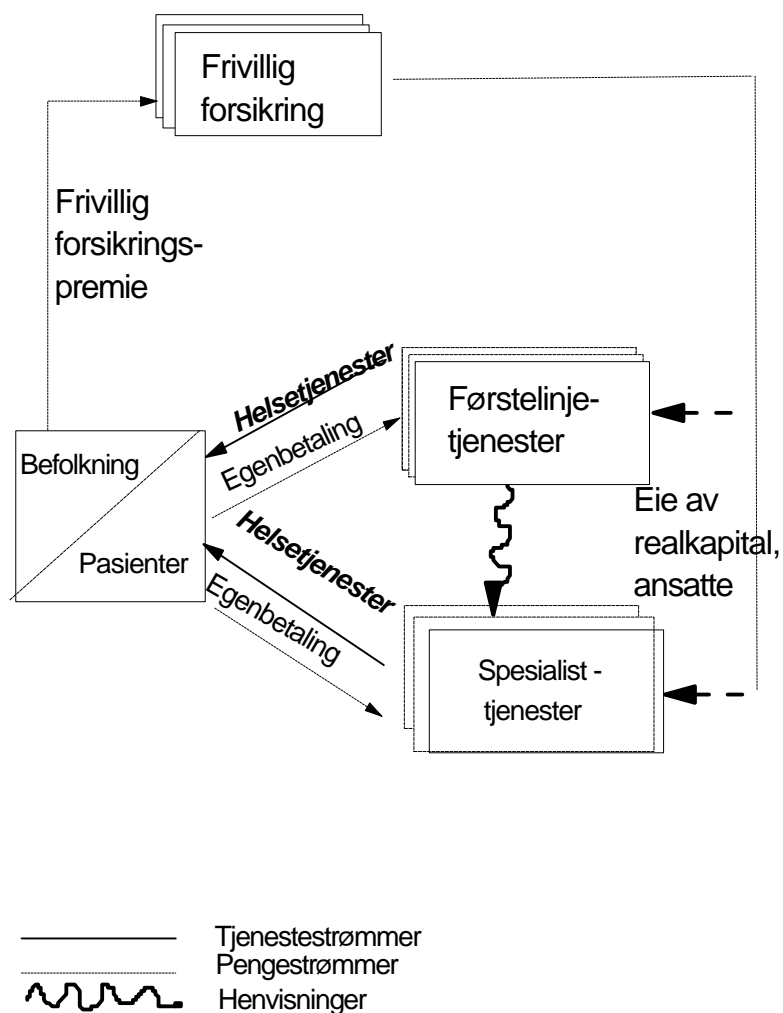 Frivillig
forsikring
Frivillig
forsikrings-
premie
Helsetjenester
Egenbetaling
Førstelinje-
tjenester
Befolkning
Pasienter
Helsetjenester
Egenbetaling
Eie av
realkapital,
ansatte
Spesialist -
tjenester
Tjenestestrømmer
Pengestrømmer
Henvisninger